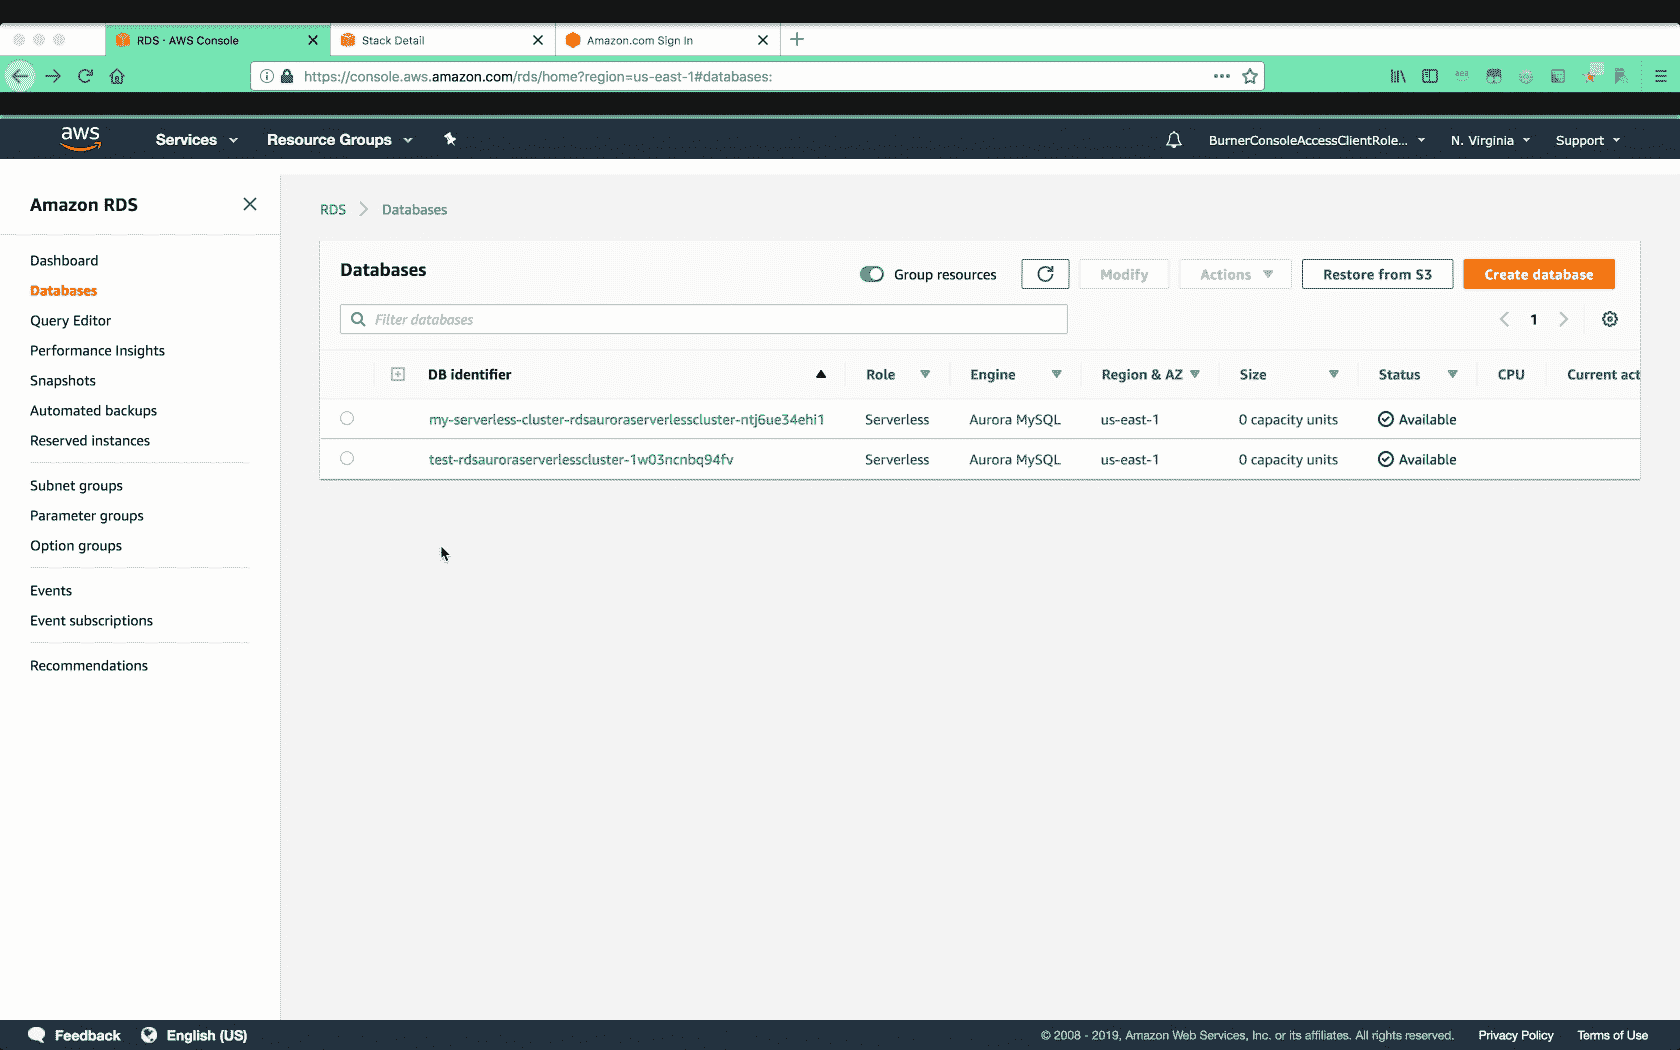 RDS · AWS Console
Stack Detail
Amazon.com Sign In
https://console.aws.amazon.com/rds/home?region=us-east-1#databases:
aws
Services
Resource Groups
BurnerConsoleAccessClientRole...
N. Virginia
Support
Amazon RDS
Dashboard
Databases
Query Editor
Performance Insights
Snapshots
Automated backups
Reserved instances
Subnet groups
Parameter groups
Option groups
Events
Event subscriptions
Recommendations
RDS
Databases
Databases
Group resources
Modify
Actions
Restore from S3
Create database
Filter databases
1
DB identifier Role Engine Region & AZ Size Status CPU Current act
my-serverless-cluster-rdsauroraserverlesscluster-ntj6ue34ehi1 Serverless Aurora MySQL us-east-1 0 capacity units Available
test-rdsauroraserverlesscluster-1w03ncnbq94fv Serverless Aurora MySQL us-east-1 0 capacity units Available
Feedback
English (US)
© 2008 - 2019, Amazon Web Services, Inc. or its affiliates. All rights reserved.
Privacy Policy
Terms of Use